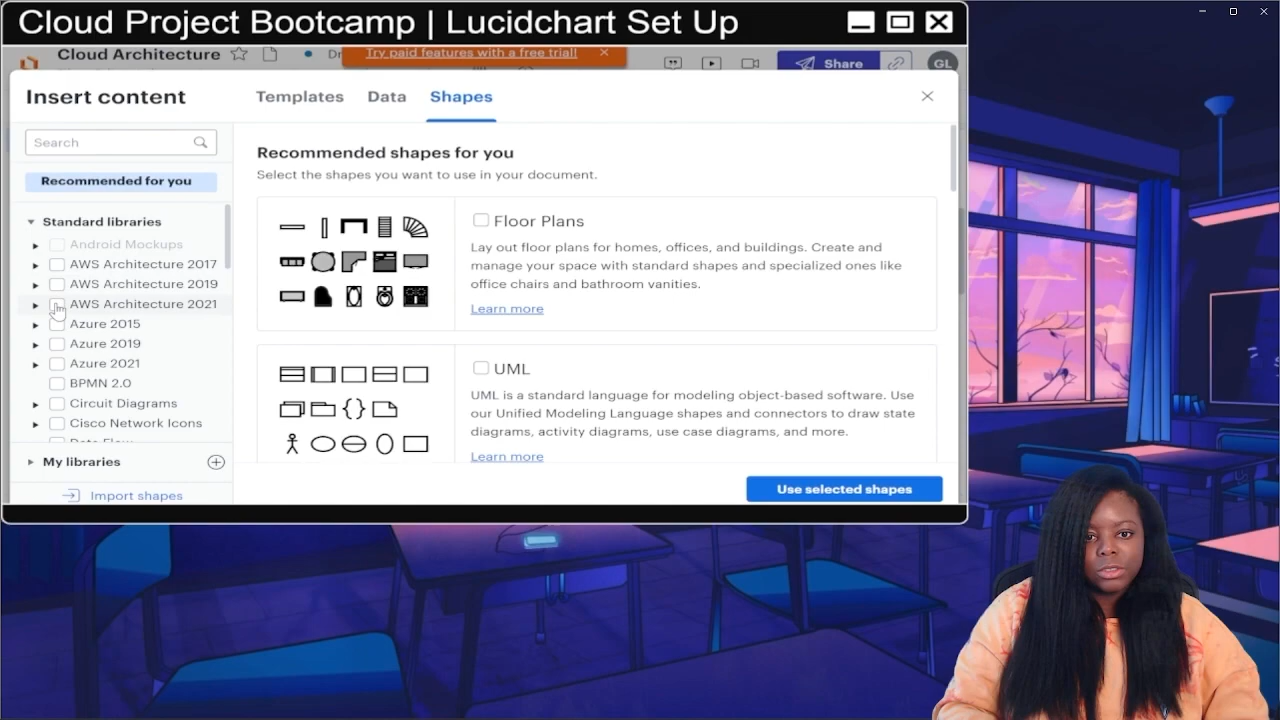 Cloud Project Bootcamp | Lucidchart Set Up
Cloud Architecture
Try paid features with a free trial!
Share
GL
Insert content
Templates
Data
Shapes
Search
Recommended for you
Standard libraries
Android Mockups
AWS Architecture 2017
AWS Architecture 2019
AWS Architecture 2021
Azure 2015
Azure 2019
Azure 2021
BPMN 2.0
Circuit Diagrams
Cisco Network Icons
My libraries
Import shapes
Recommended shapes for you
Select the shapes you want to use in your document.
Floor Plans
Lay out floor plans for homes, offices, and buildings. Create and
manage your space with standard shapes and specialized ones like
office chairs and bathroom vanities.
Learn more
UML
UML is a standard language for modeling object-based software. Use
our Unified Modeling Language shapes and connectors to draw state
diagrams, activity diagrams, use case diagrams, and more.
Learn more
Use selected shapes